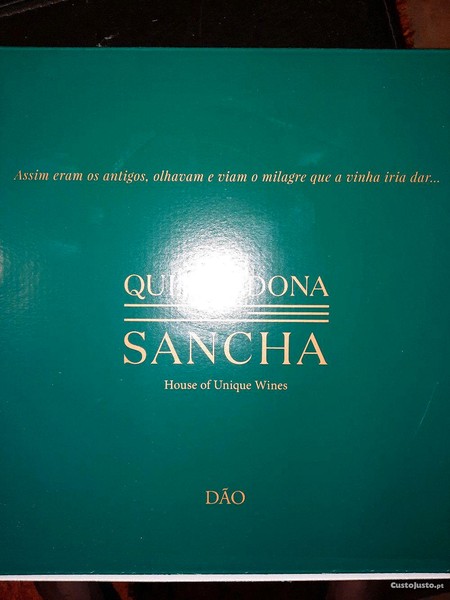 Assim eram os antigos, olhavam e viam o milagre que a vinha iria dar...
DONA
SANCHA
House of Unique Wines
DÃO
CustoJusto.pt